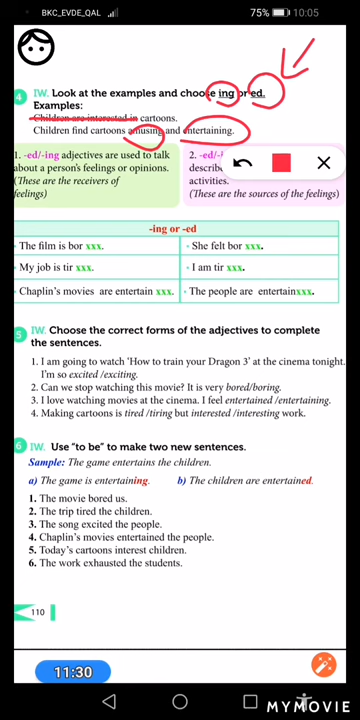 BKC_EVDE_QAL 75% 10:05
4 IW. Look at the examples and choose ing or ed.
Examples:
Children are interested in cartoons.
Children find cartoons amusing and entertaining.
1. -ed/-ing adjectives are used to talk
about a person's feelings or opinions.
(These are the receivers of
feelings)
2. -ed/-i
describ
activities.
(These are the sources of the feelings)
-ing or -ed
The film is bor xxx.
She felt bor xxx.
My job is tir xxx.
I am tir xxx.
Chaplin's movies are entertain xxx.
The people are entertainxxx.
5 IW. Choose the correct forms of the adjectives to complete
the sentences.
1. I am going to watch 'How to train your Dragon 3' at the cinema tonight.
I'm so excited /exciting.
2. Can we stop watching this movie? It is very bored/boring.
3. I love watching movies at the cinema. I feel entertained /entertaining.
4. Making cartoons is tired /tiring but interested /interesting work.
6 IW. Use "to be" to make two new sentences.
Sample: The game entertains the children.
a) The game is entertaining. b) The children are entertained.
1. The movie bored us.
2. The trip tired the children.
3. The song excited the people.
4. Chaplin's movies entertained the people.
5. Today's cartoons interest children.
6. The work exhausted the students.
110
11:30
MYMOVIE